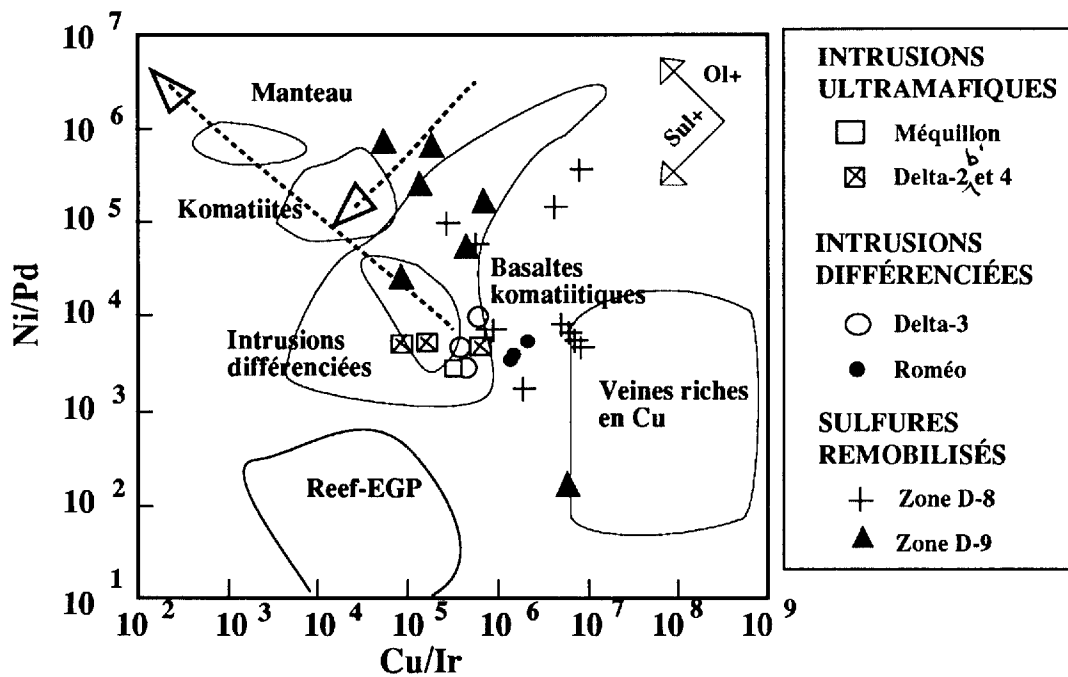 Ni/Pd
10 7
10 6
10 5
10 4
10 3
10 2
10 1
Manteau
Komatiites
Ol+
Sul+
Basaltes
komatiitiques
Intrusions
différenciées
Veines riches
en Cu
Reef-EGP
10 2
10 3
10 4
10 5
10 6
10 7
10 8
10 9
Cu/Ir
INTRUSIONS
ULTRAMAFIQUES
Méquillon
b
Delta-2 et 4
INTRUSIONS
DIFFÉRENCIÉES
Delta-3
Roméo
SULFURES
REMOBILISÉS
Zone D-8
Zone D-9